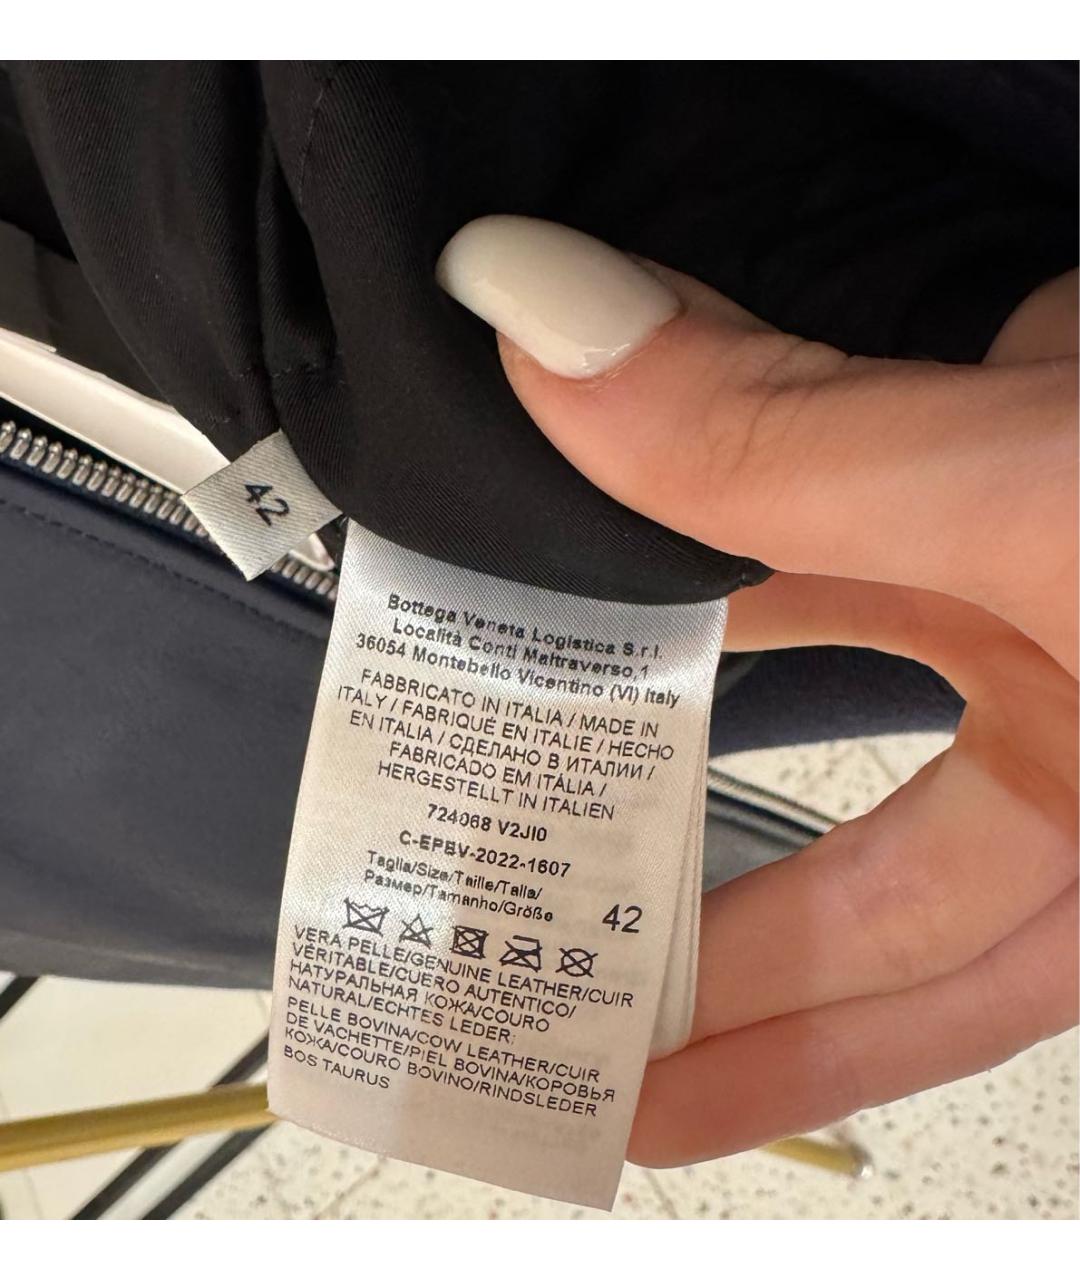 42
Bottega Veneta Logistica S.r.l.
Località Conti Maltraverso,1
36054 Montebello Vicentino (VI) Italy
FABBRICATO IN ITALIA / MADE IN
ITALY / FABRIQUÉ EN ITALIE / HECHO
EN ITALIA / СДЕЛАНО В ИТАЛИИ /
FABRICADO EM ITÁLIA /
HERGESTELLT IN ITALIEN
724068 V2JI0
C-EPBV-2022-1607
Taglia/Size/Taille/Talla/
Размер/Tamanho/Größe 42
VERA PELLE/GENUINE LEATHER/CUIR
VÉRITABLE/CUERO AUTENTICO/
НАТУРАЛЬНАЯ КОЖА/COURO
NATURAL/ECHTES LEDER;
PELLE BOVINA/COW LEATHER/CUIR
DE VACHETTE/PIEL BOVINA/КОРОВЬЯ
КОЖА/COURO BOVINO/RINDSLEDER
BOS TAURUS